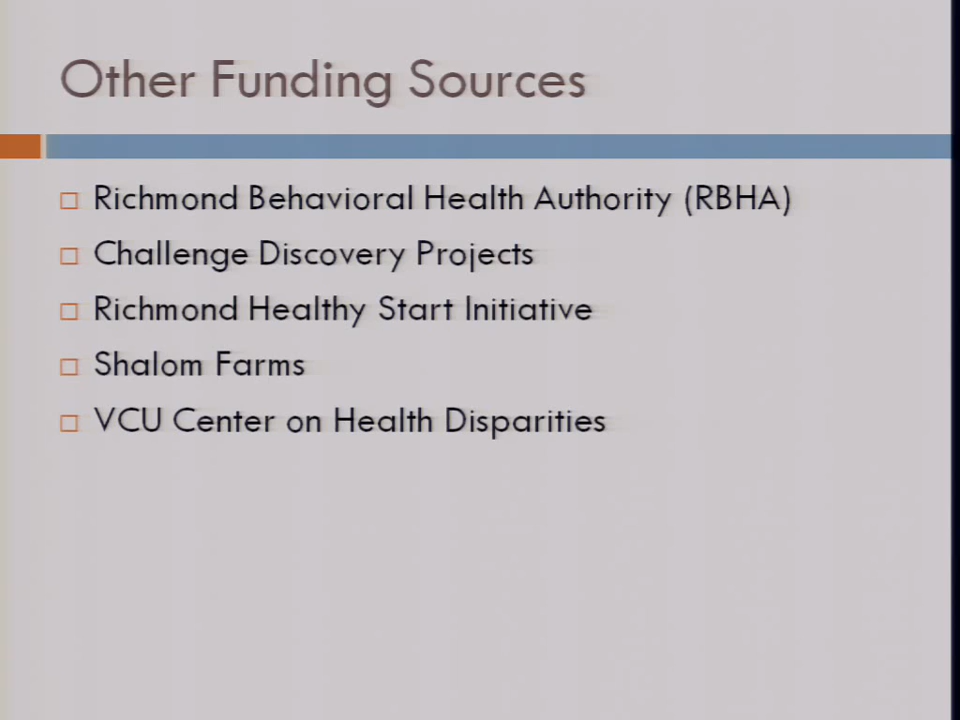 Other Funding Sources
Richmond Behavioral Health Authority (RBHA)
Challenge Discovery Projects
Richmond Healthy Start Initiative
Shalom Farms
VCU Center on Health Disparities